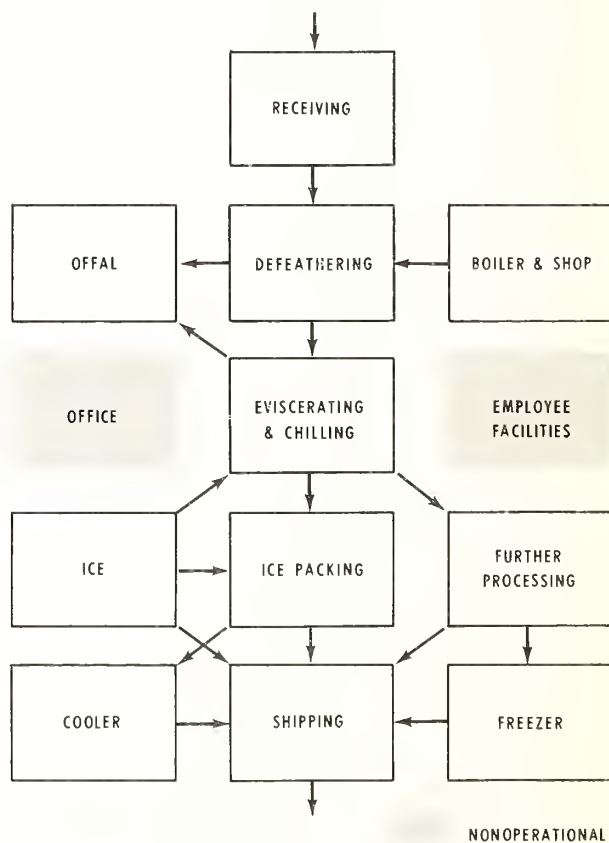 RECEIVING
OFFAL
DEFEATHERING
BOILER & SHOP
OFFICE
EVISCERATING
& CHILLING
EMPLOYEE
FACILITIES
ICE
ICE PACKING
FURTHER
PROCESSING
COOLER
SHIPPING
FREEZER
NONOPERATIONAL